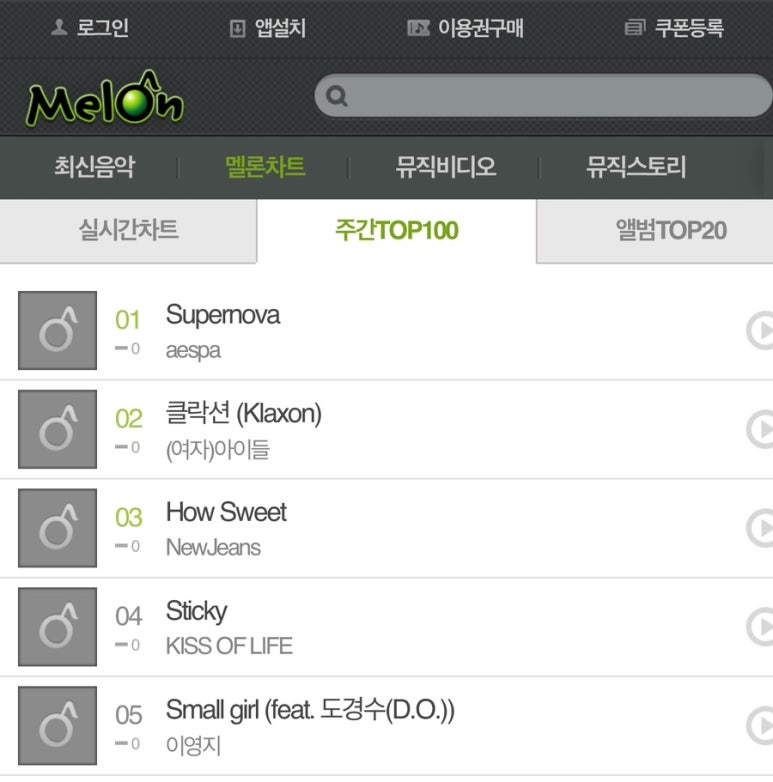 로그인 앱설치 이용권구매 쿠폰등록
Melon
최신음악 멜론차트 뮤직비디오 뮤직스토리
실시간차트 주간TOP100 앨범TOP20
01 Supernova
0 aespa
02 클락션 (Klaxon)
0 (여자)아이들
03 How Sweet
0 NewJeans
04 Sticky
0 KISS OF LIFE
05 Small girl (feat. 도경수(D.O.))
0 이영지